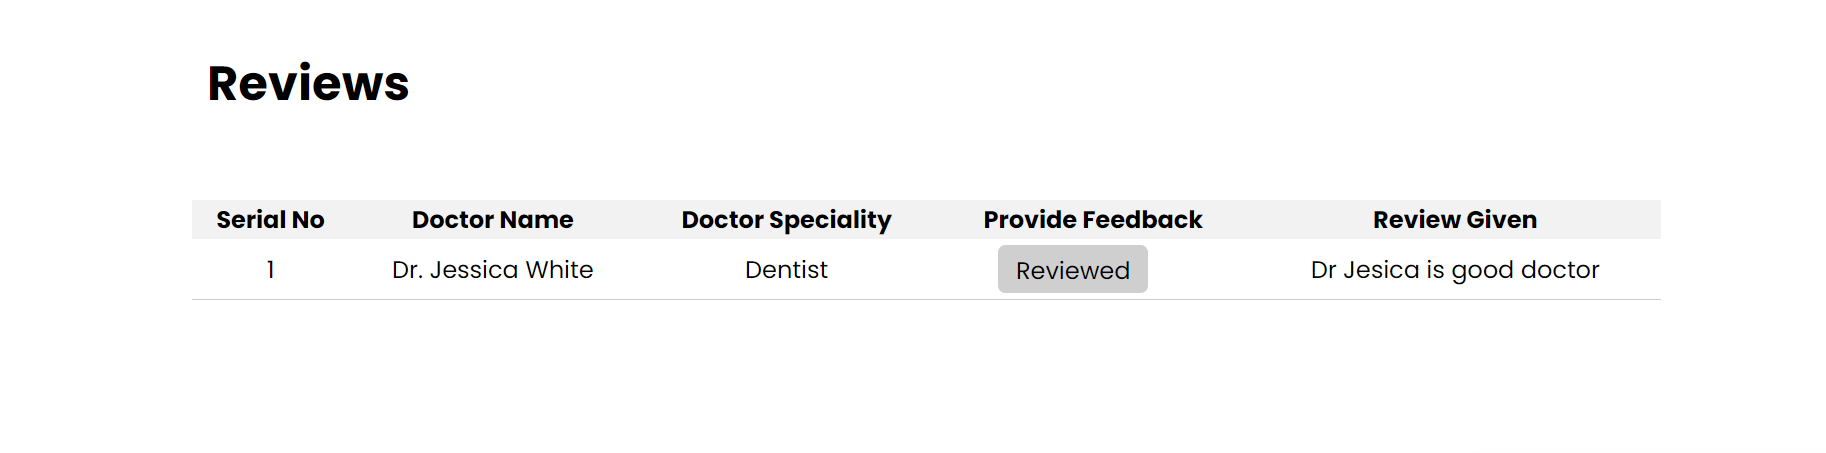 Reviews
Serial No Doctor Name Doctor Speciality Provide Feedback Review Given
1 Dr. Jessica White Dentist Reviewed Dr Jesica is good doctor